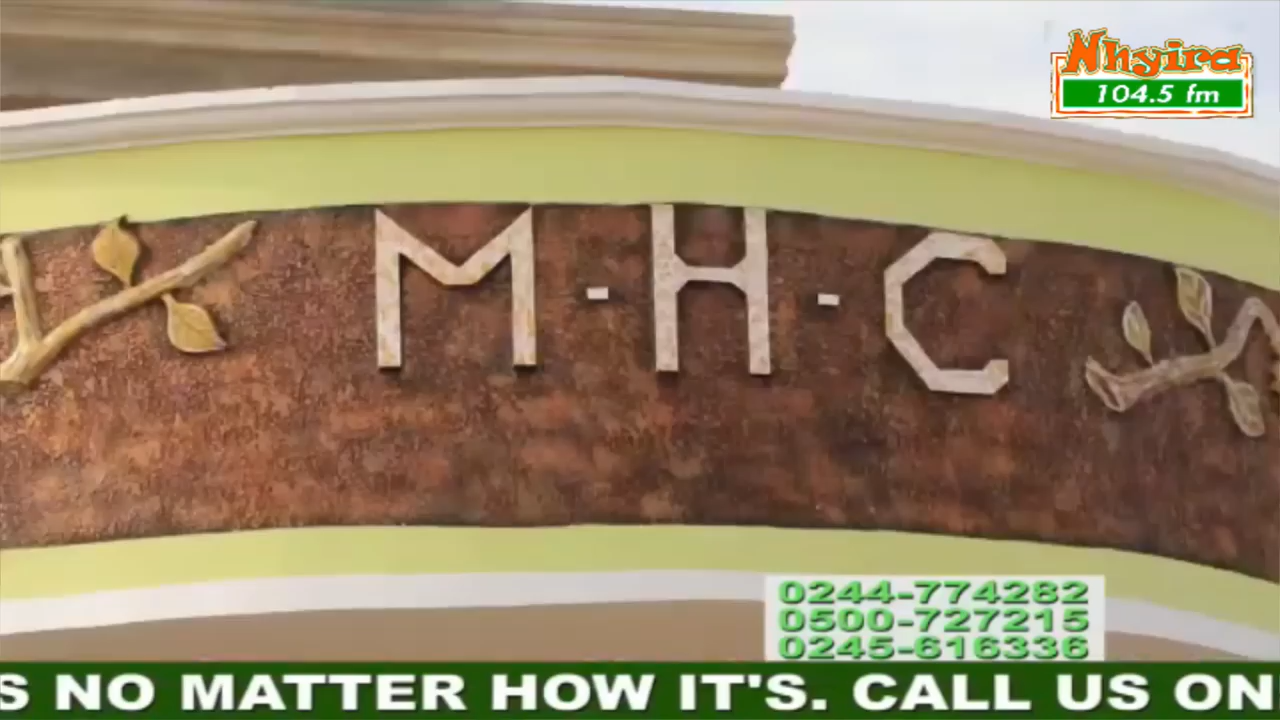 Nhyira
104.5 fm
M-H-C
0244-774282
0500-727215
0245-616336
S NO MATTER HOW IT'S. CALL US ON